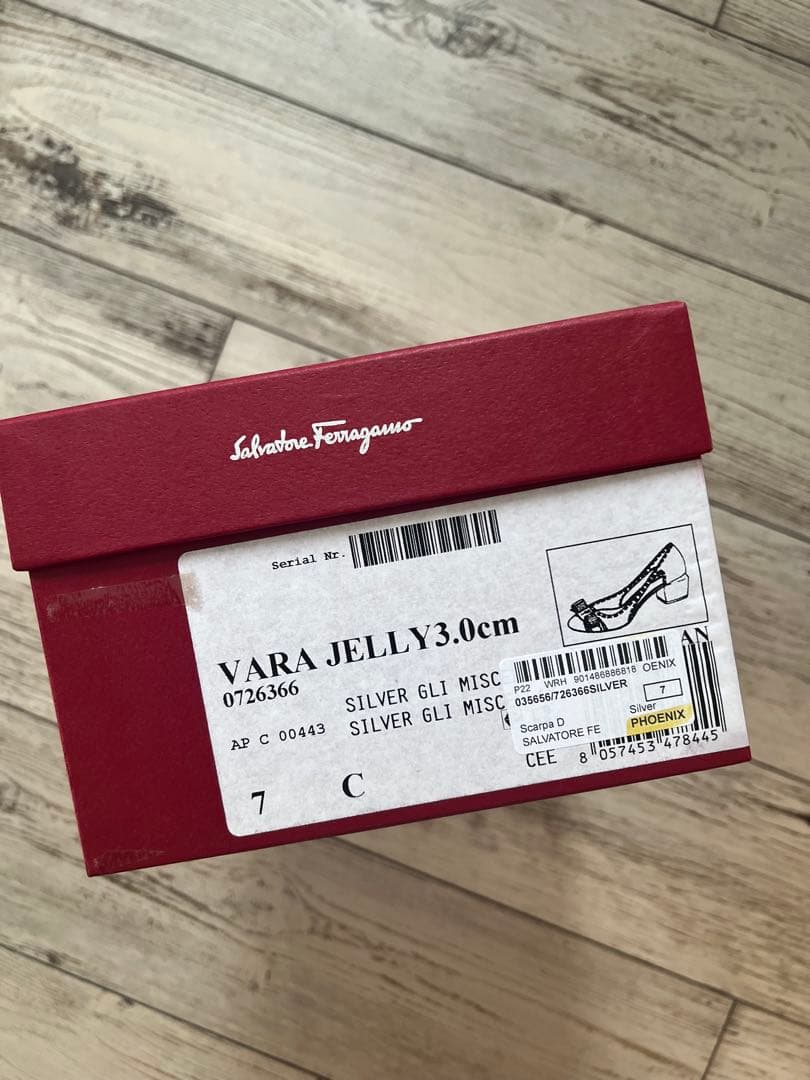 Salvatore Ferragamo
Serial Nr.
VARA JELLY3.0cm
0726366
SILVER GLI MISC
AP C 00443 SILVER GLI MISC
7 C
AN
P22 WRH 901486886818 OENIX
035656/726366SILVER 7
Scarpa D Silver
SALVATORE FE PHOENIX
CEE 8 057453 478445